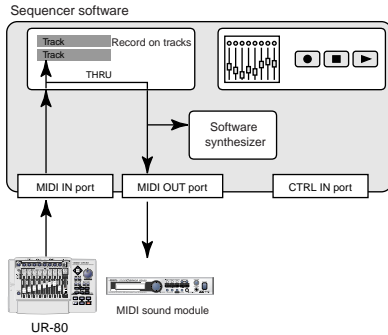 Sequencer software
Track
Record on tracks
Track
THRU
Software
synthesizer
MIDI IN port
MIDI OUT port
CTRL IN port
UR-80
MIDI sound module